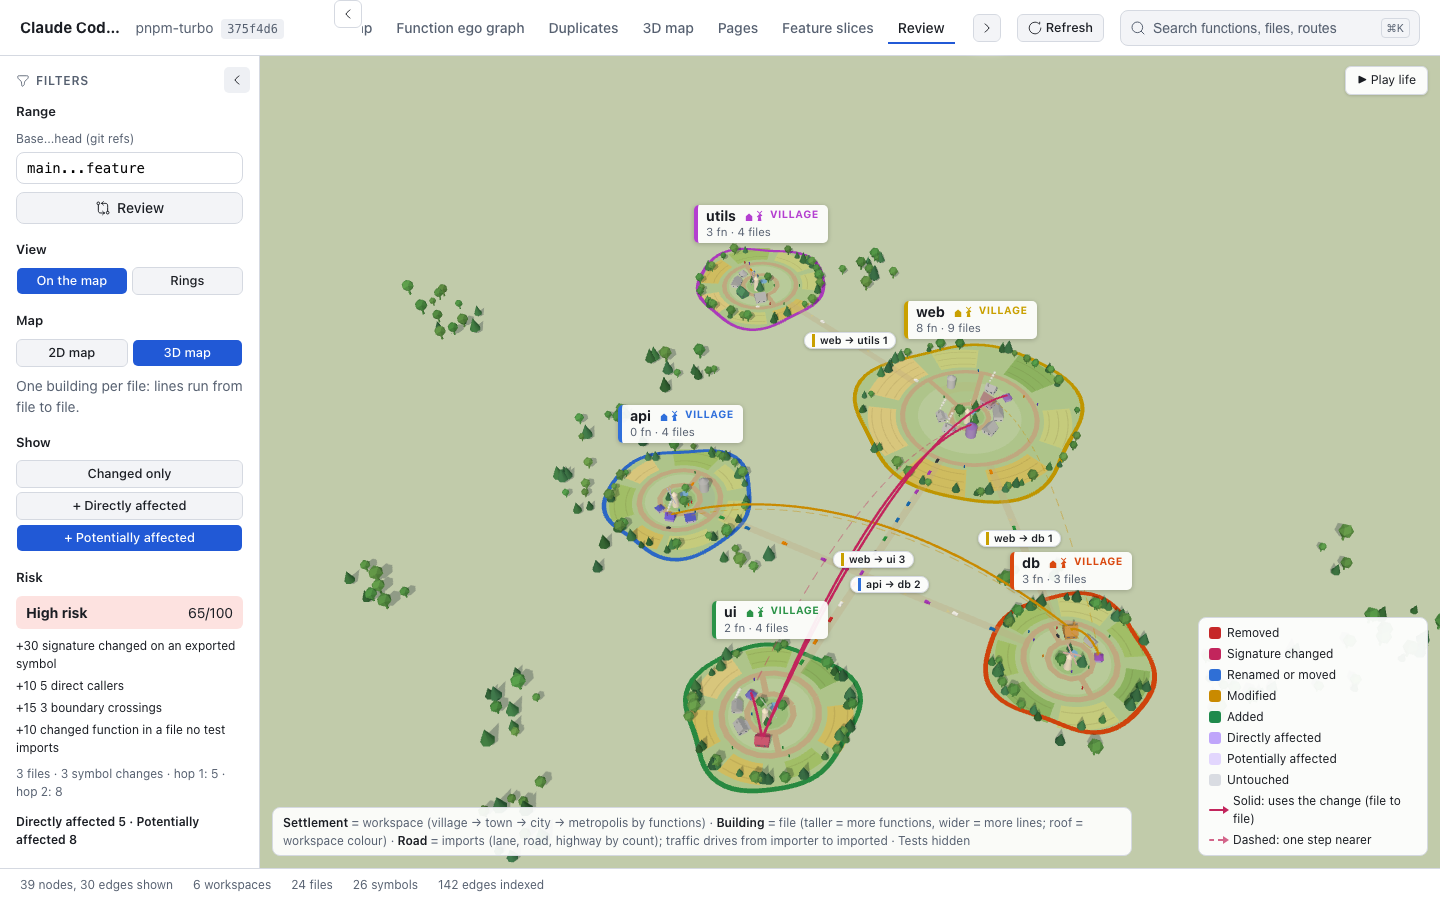 Claude Cod...
pnpm-turbo
375f4d6
Function ego graph
Duplicates
3D map
Pages
Feature slices
Review
Refresh
Search functions, files, routes
⌘K
FILTERS
Range
Base...head (git refs)
main...feature
Review
View
On the map
Rings
Map
2D map
3D map
One building per file: lines run from
file to file.
Show
Changed only
+ Directly affected
+ Potentially affected
Risk
High risk
65/100
+30 signature changed on an exported
symbol
+10 5 direct callers
+15 3 boundary crossings
+10 changed function in a file no test
imports
3 files · 3 symbol changes · hop 1: 5 ·
hop 2: 8
Directly affected 5 · Potentially
affected 8
Play life
utils VILLAGE
3 fn · 4 files
web VILLAGE
8 fn · 9 files
web → utils 1
api VILLAGE
0 fn · 4 files
web → db 1
web → ui 3
db VILLAGE
3 fn · 3 files
api → db 2
ui VILLAGE
2 fn · 4 files
Removed
Signature changed
Renamed or moved
Modified
Added
Directly affected
Potentially affected
Untouched
Solid: uses the change (file to
file)
Dashed: one step nearer
Settlement = workspace (village → town → city → metropolis by functions) · Building = file (taller = more functions, wider = more lines; roof =
workspace colour) · Road = imports (lane, road, highway by count); traffic drives from importer to imported · Tests hidden
39 nodes, 30 edges shown
6 workspaces
24 files
26 symbols
142 edges indexed